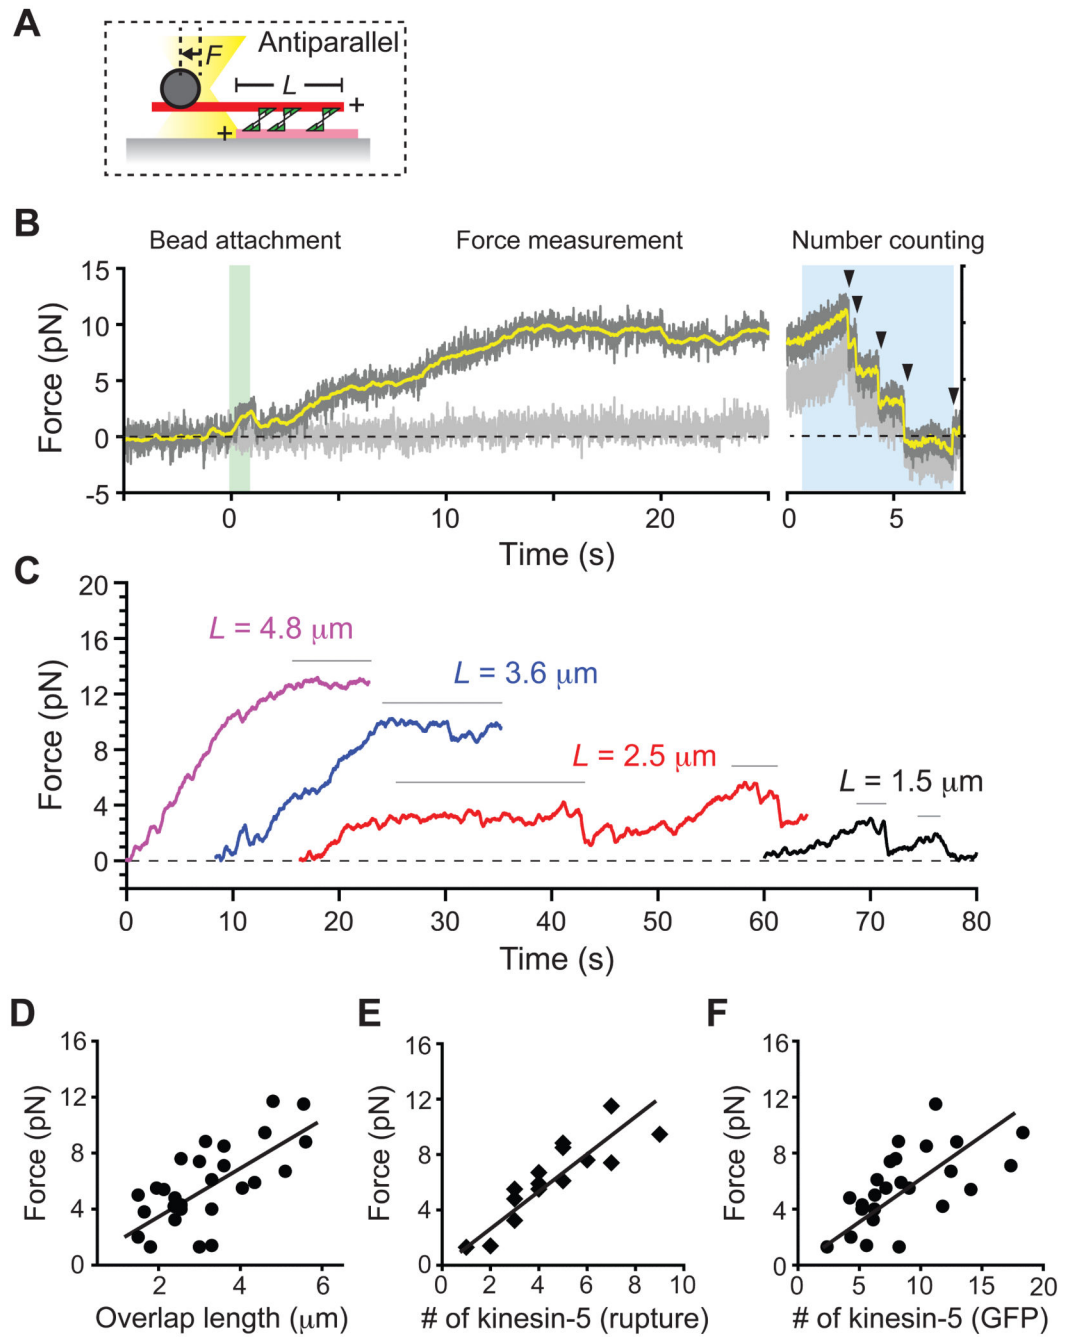 A
Antiparallel
F
L
+
+
B
Bead attachment
Force measurement
Number counting
Force (pN)
15
10
5
0
-5
0
10
20
0
5
Time (s)
C
Force (pN)
20
16
12
8
4
0
L = 4.8 μm
L = 3.6 μm
L = 2.5 μm
L = 1.5 μm
0
10
20
30
40
50
60
70
80
Time (s)
D
Force (pN)
16
12
8
4
0
2
4
6
Overlap length (μm)
E
Force (pN)
16
12
8
4
0
0
2
4
6
8
10
# of kinesin-5 (rupture)
F
Force (pN)
16
12
8
4
0
0
5
10
15
20
# of kinesin-5 (GFP)